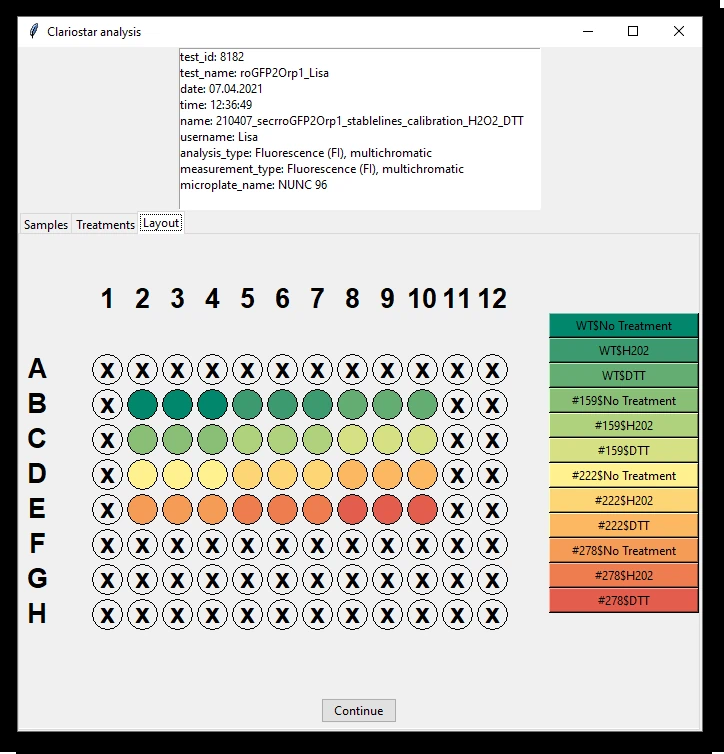 Clariostar analysis
test_id: 8182
test_name: roGFP2Orp1_Lisa
date: 07.04.2021
time: 12:36:49
name: 210407_secrroGFP2Orp1_stablelines_calibration_H2O2_DTT
username: Lisa
analysis_type: Fluorescence (FI), multichromatic
measurement_type: Fluorescence (FI), multichromatic
microplate_name: NUNC 96
Samples Treatments Layout
1 2 3 4 5 6 7 8 9 10 11 12
A x x x x x x x x x x x x
B x x x
C x x x
D x x x
E x x x
F x x x x x x x x x x x x
G x x x x x x x x x x x x
H x x x x x x x x x x x x
WT$No Treatment
WT$H202
WT$DTT
#159$No Treatment
#159$H202
#159$DTT
#222$No Treatment
#222$H202
#222$DTT
#278$No Treatment
#278$H202
#278$DTT
Continue